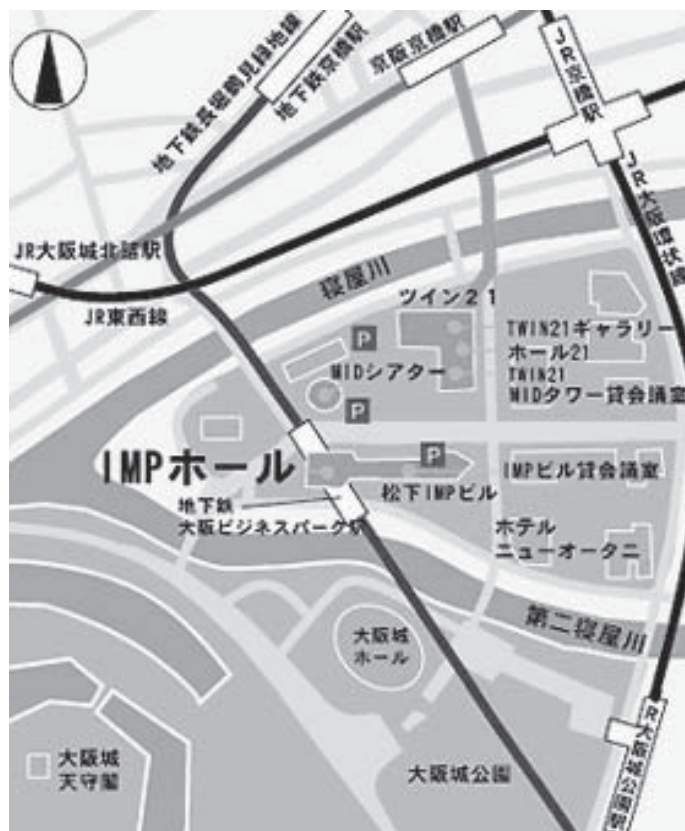 地下鉄長堀鶴見緑地線
地下鉄京橋駅
京阪京橋駅
JR京橋駅
JR大阪環状線
JR大阪城北詰駅
JR東西線
寝屋川
ツイン21
TWIN21ギャラリー
ホール21
TWIN21
MIDタワー貸会議室
P
MIDシアター
P
P
IMPホール
松下IMPビル
IMPビル貸会議室
地下鉄
大阪ビジネスパーク駅
ホテル
ニューオータニ
第二寝屋川
大阪城
ホール
大阪城
天守閣
大阪城公園
JR大阪城公園駅